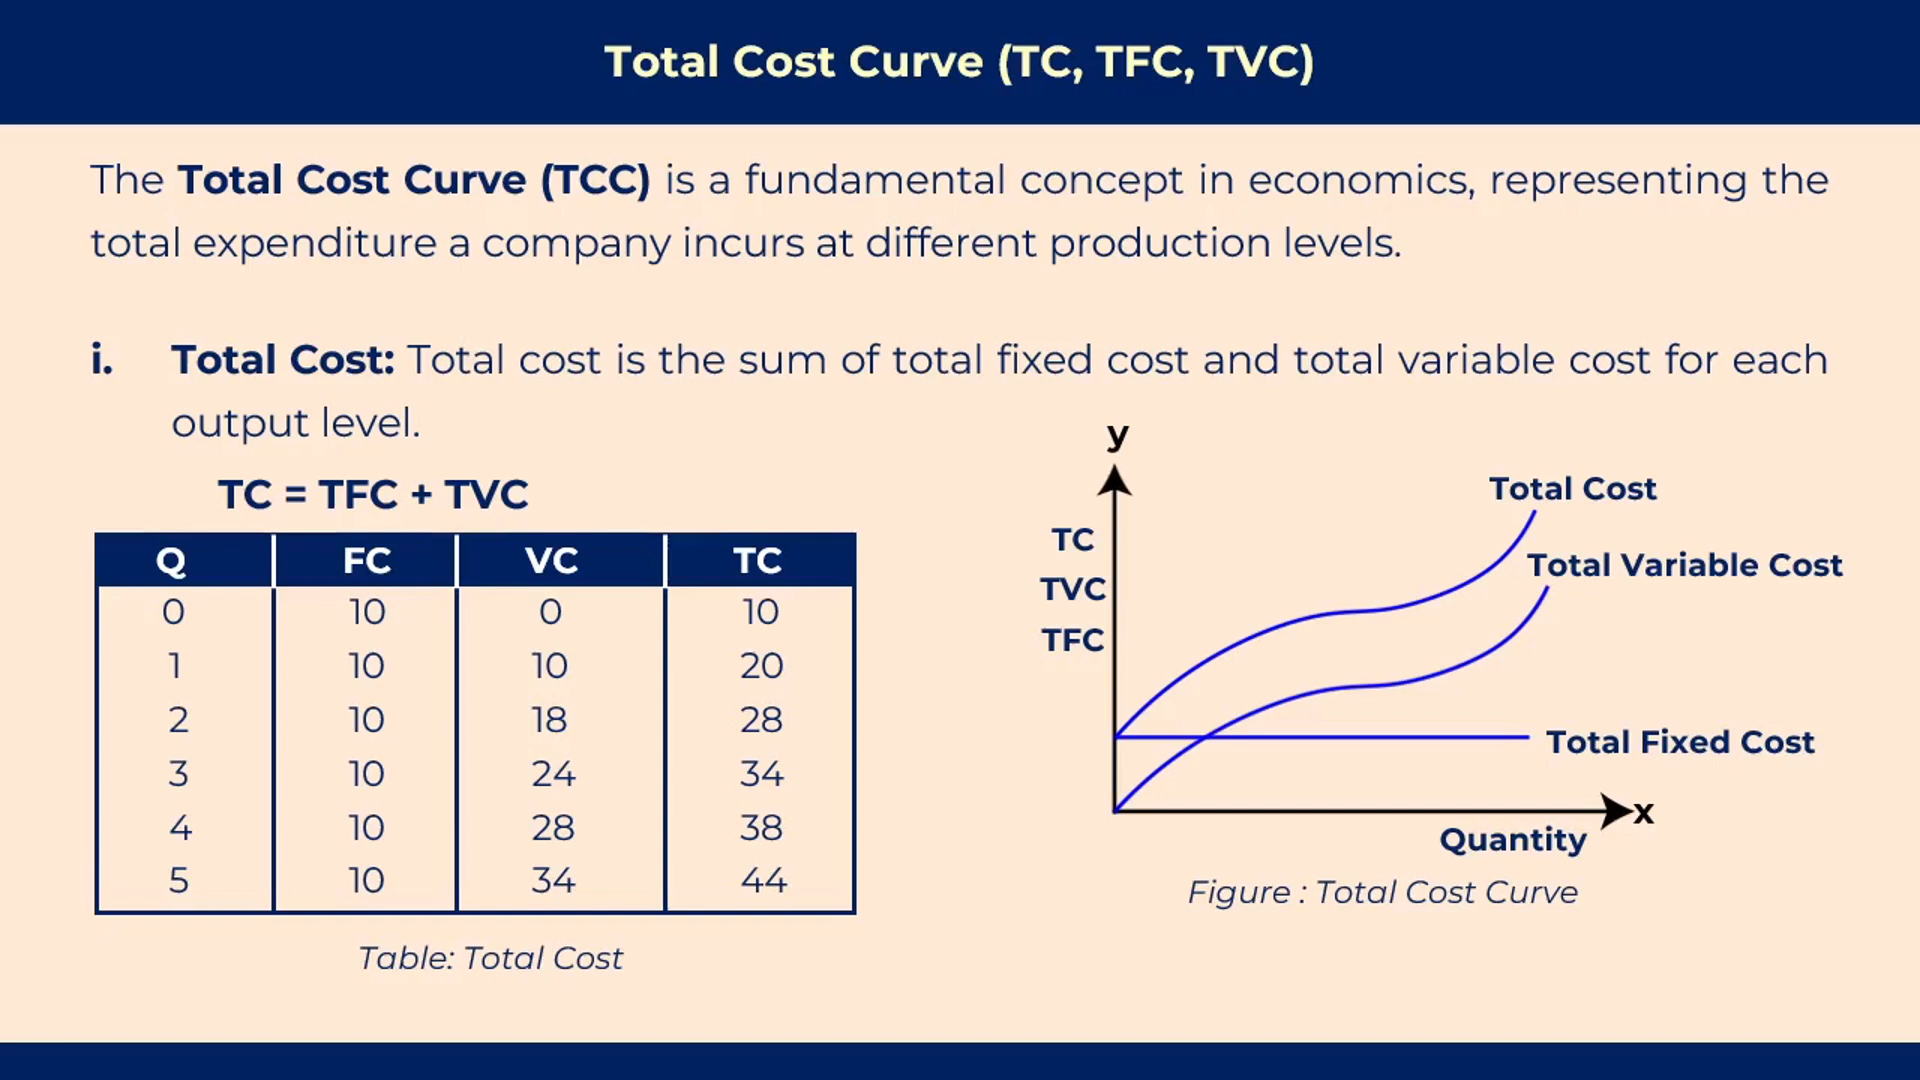 Total Cost Curve (TC, TFC, TVC)
The Total Cost Curve (TCC) is a fundamental concept in economics, representing the
total expenditure a company incurs at different production levels.
i. Total Cost: Total cost is the sum of total fixed cost and total variable cost for each
output level.
TC = TFC + TVC
Q FC VC TC
0 10 0 10
1 10 10 20
2 10 18 28
3 10 24 34
4 10 28 38
5 10 34 44
Table: Total Cost
y
TC
TVC
TFC
Total Cost
Total Variable Cost
Total Fixed Cost
x
Quantity
Figure : Total Cost Curve